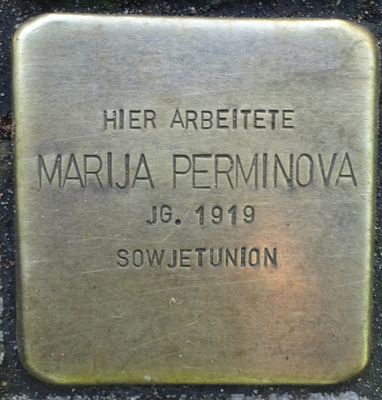 HIER ARBEITETE
MARIJA PERMINOVA
JG. 1919
SOWJETUNION